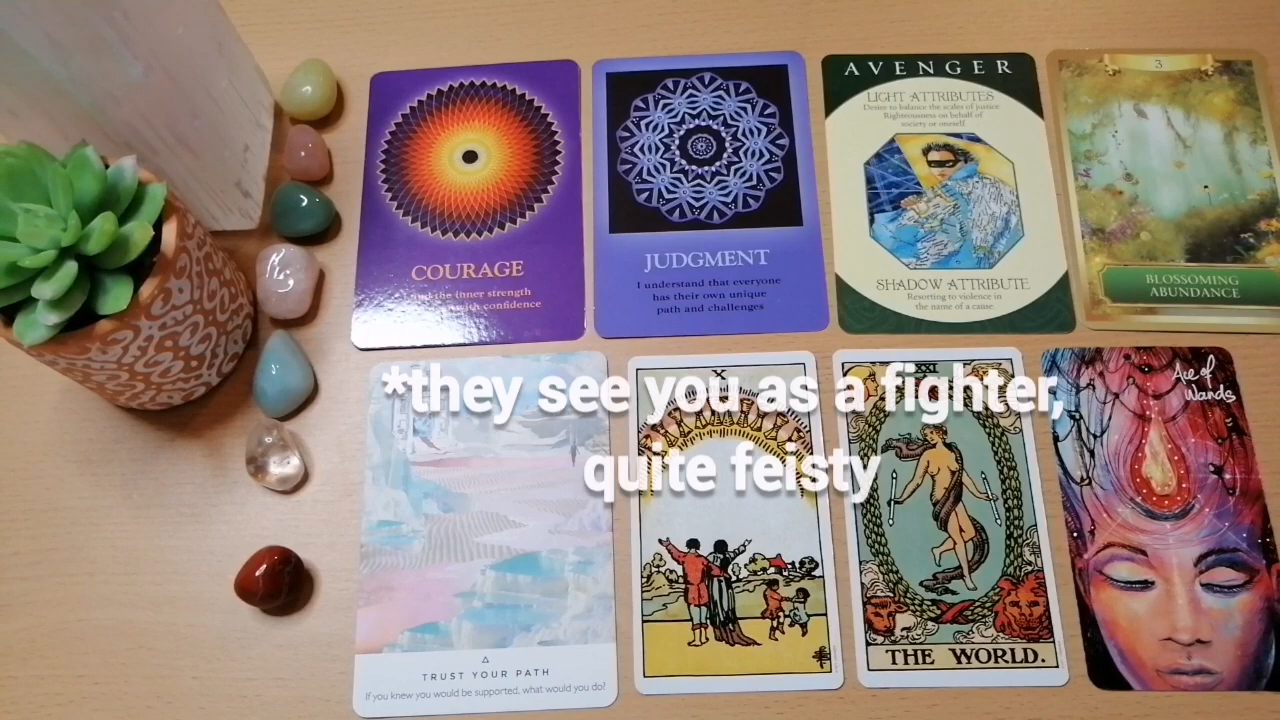 COURAGE
the inner strength
with confidence
JUDGMENT
I understand that everyone
has their own unique
path and challenges
AVENGER
LIGHT ATTRIBUTES
Desire to balance the scales of justice
Righteousness on behalf of
society or oneself.
SHADOW ATTRIBUTE
Resorting to violence in
the name of a cause.
3
BLOSSOMING
ABUNDANCE
*they see you as a fighter,
quite feisty
TRUST YOUR PATH
If you knew you would be supported, what would you do?
X
XXI
THE WORLD.
Ace of
Wands